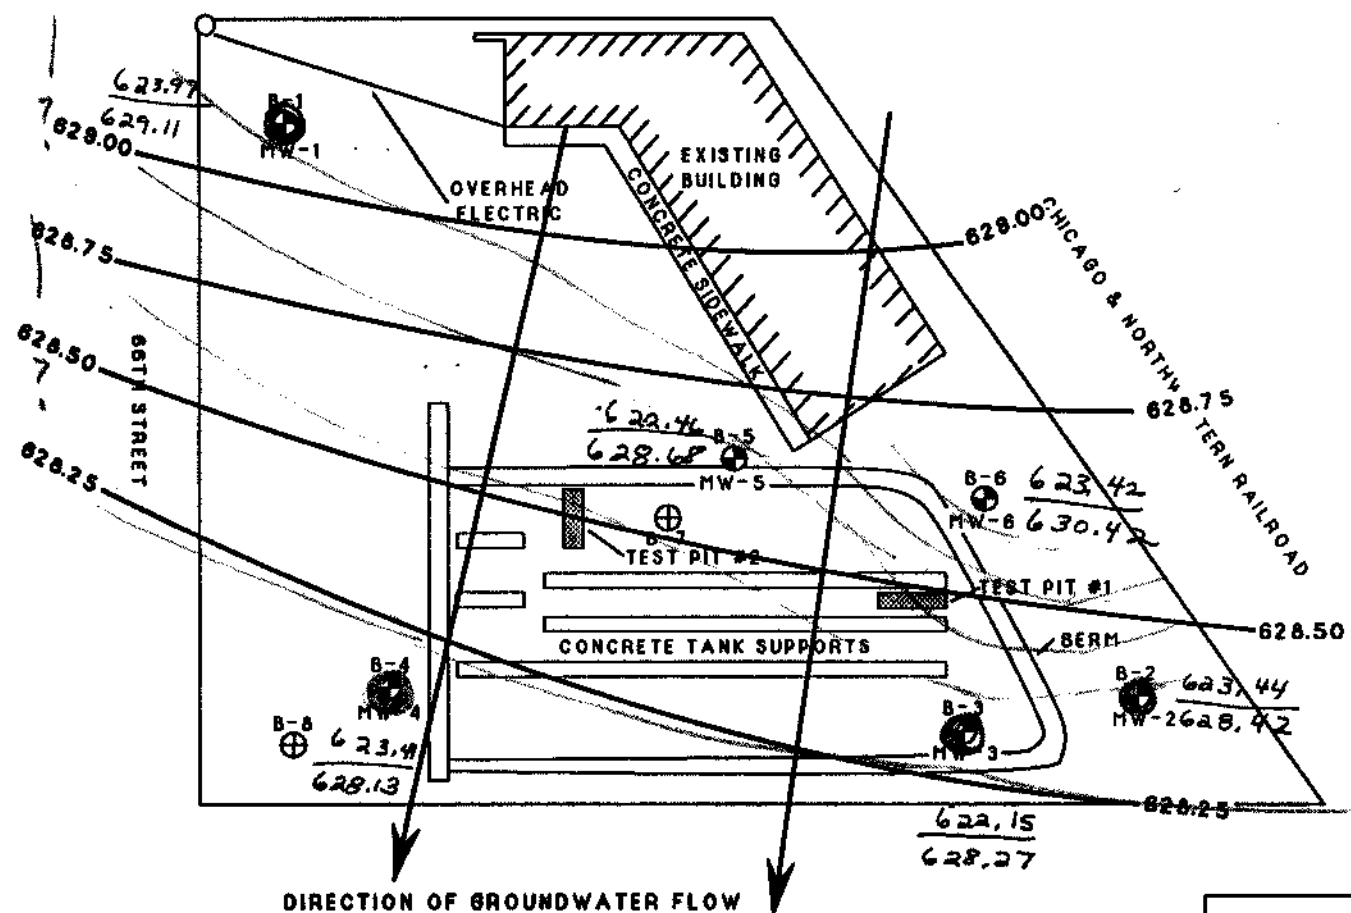 623.97
629.11
?
B-1
MW-1
628.00
OVERHEAD
ELECTRIC
EXISTING
BUILDING
CONCRETE SIDEWALK
628.00
CHICAGO & NORTHW TERN RAILROAD
628.75
628.50
?
66TH STREET
628.25
628.75
622.46
628.68
B-5
MW-5
B-6
MW-6
623.42
630.42
B-7
TEST PIT #2
TEST PIT #1
628.50
CONCRETE TANK SUPPORTS
BERM
B-4
MW-4
B-8
628.13
B-3
MW-3
B-2
MW-2
623.44
628.42
628.25
622.15
628.27
DIRECTION OF GROUNDWATER FLOW